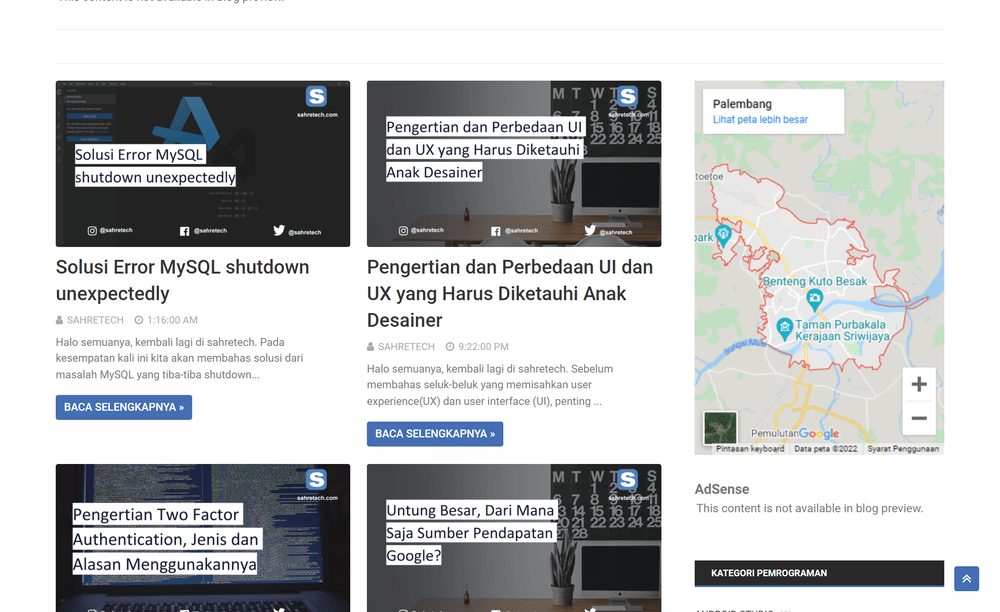 This content is not available in blog preview.
S
sahretech.com
Solusi Error MySQL
shutdown unexpectedly
@sahretech
@sahretech
@sahretech
Solusi Error MySQL shutdown
unexpectedly
SAHRETECH 1:16:00 AM
Halo semuanya, kembali lagi di sahretech. Pada
kesempatan kali ini kita akan membahas solusi dari
masalah MySQL yang tiba-tiba shutdown...
BACA SELENGKAPNYA »
S
sahretech.com
Pengertian dan Perbedaan UI
dan UX yang Harus Diketahui
Anak Desainer
@sahretech
@sahretech
@sahretech
Pengertian dan Perbedaan UI dan
UX yang Harus Diketauhi Anak
Desainer
SAHRETECH 9:22:00 PM
Halo semuanya, kembali lagi di sahretech. Sebelum
membahas seluk-beluk yang memisahkan user
experience(UX) dan user interface (UI), penting ...
BACA SELENGKAPNYA »
S
sahretech.com
Pengertian Two Factor
Authentication, Jenis dan
Alasan Menggunakannya
S
sahretech.com
Untung Besar, Dari Mana
Saja Sumber Pendapatan
Google?
Palembang
Lihat peta lebih besar
toetoe
park
Benteng Kuto Besak
Taman Purbakala
Kerajaan Sriwijaya
Sungai Musi
Pemulutan
Google
Pintasan keyboard Data peta ©2022 Syarat Penggunaan
AdSense
This content is not available in blog preview.
KATEGORI PEMROGRAMAN